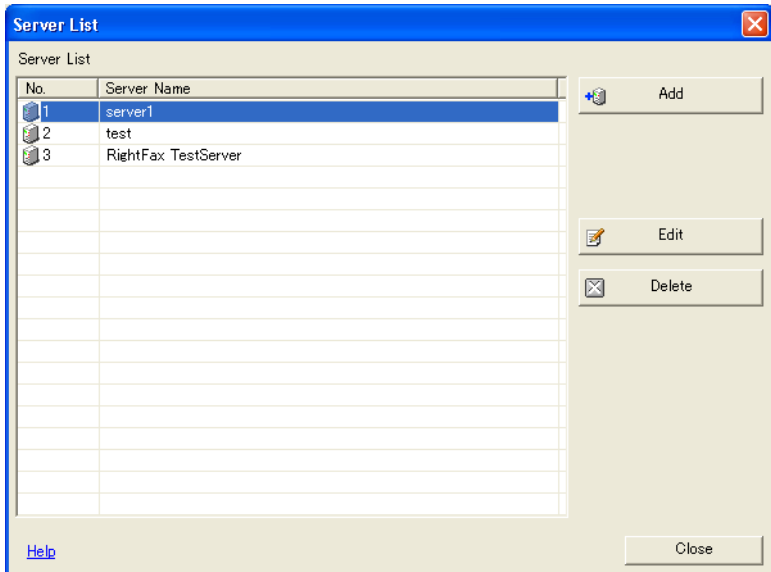 Server List
Server List
No. Server Name
1 server1
2 test
3 RightFax TestServer
Add
Edit
Delete
Help
Close